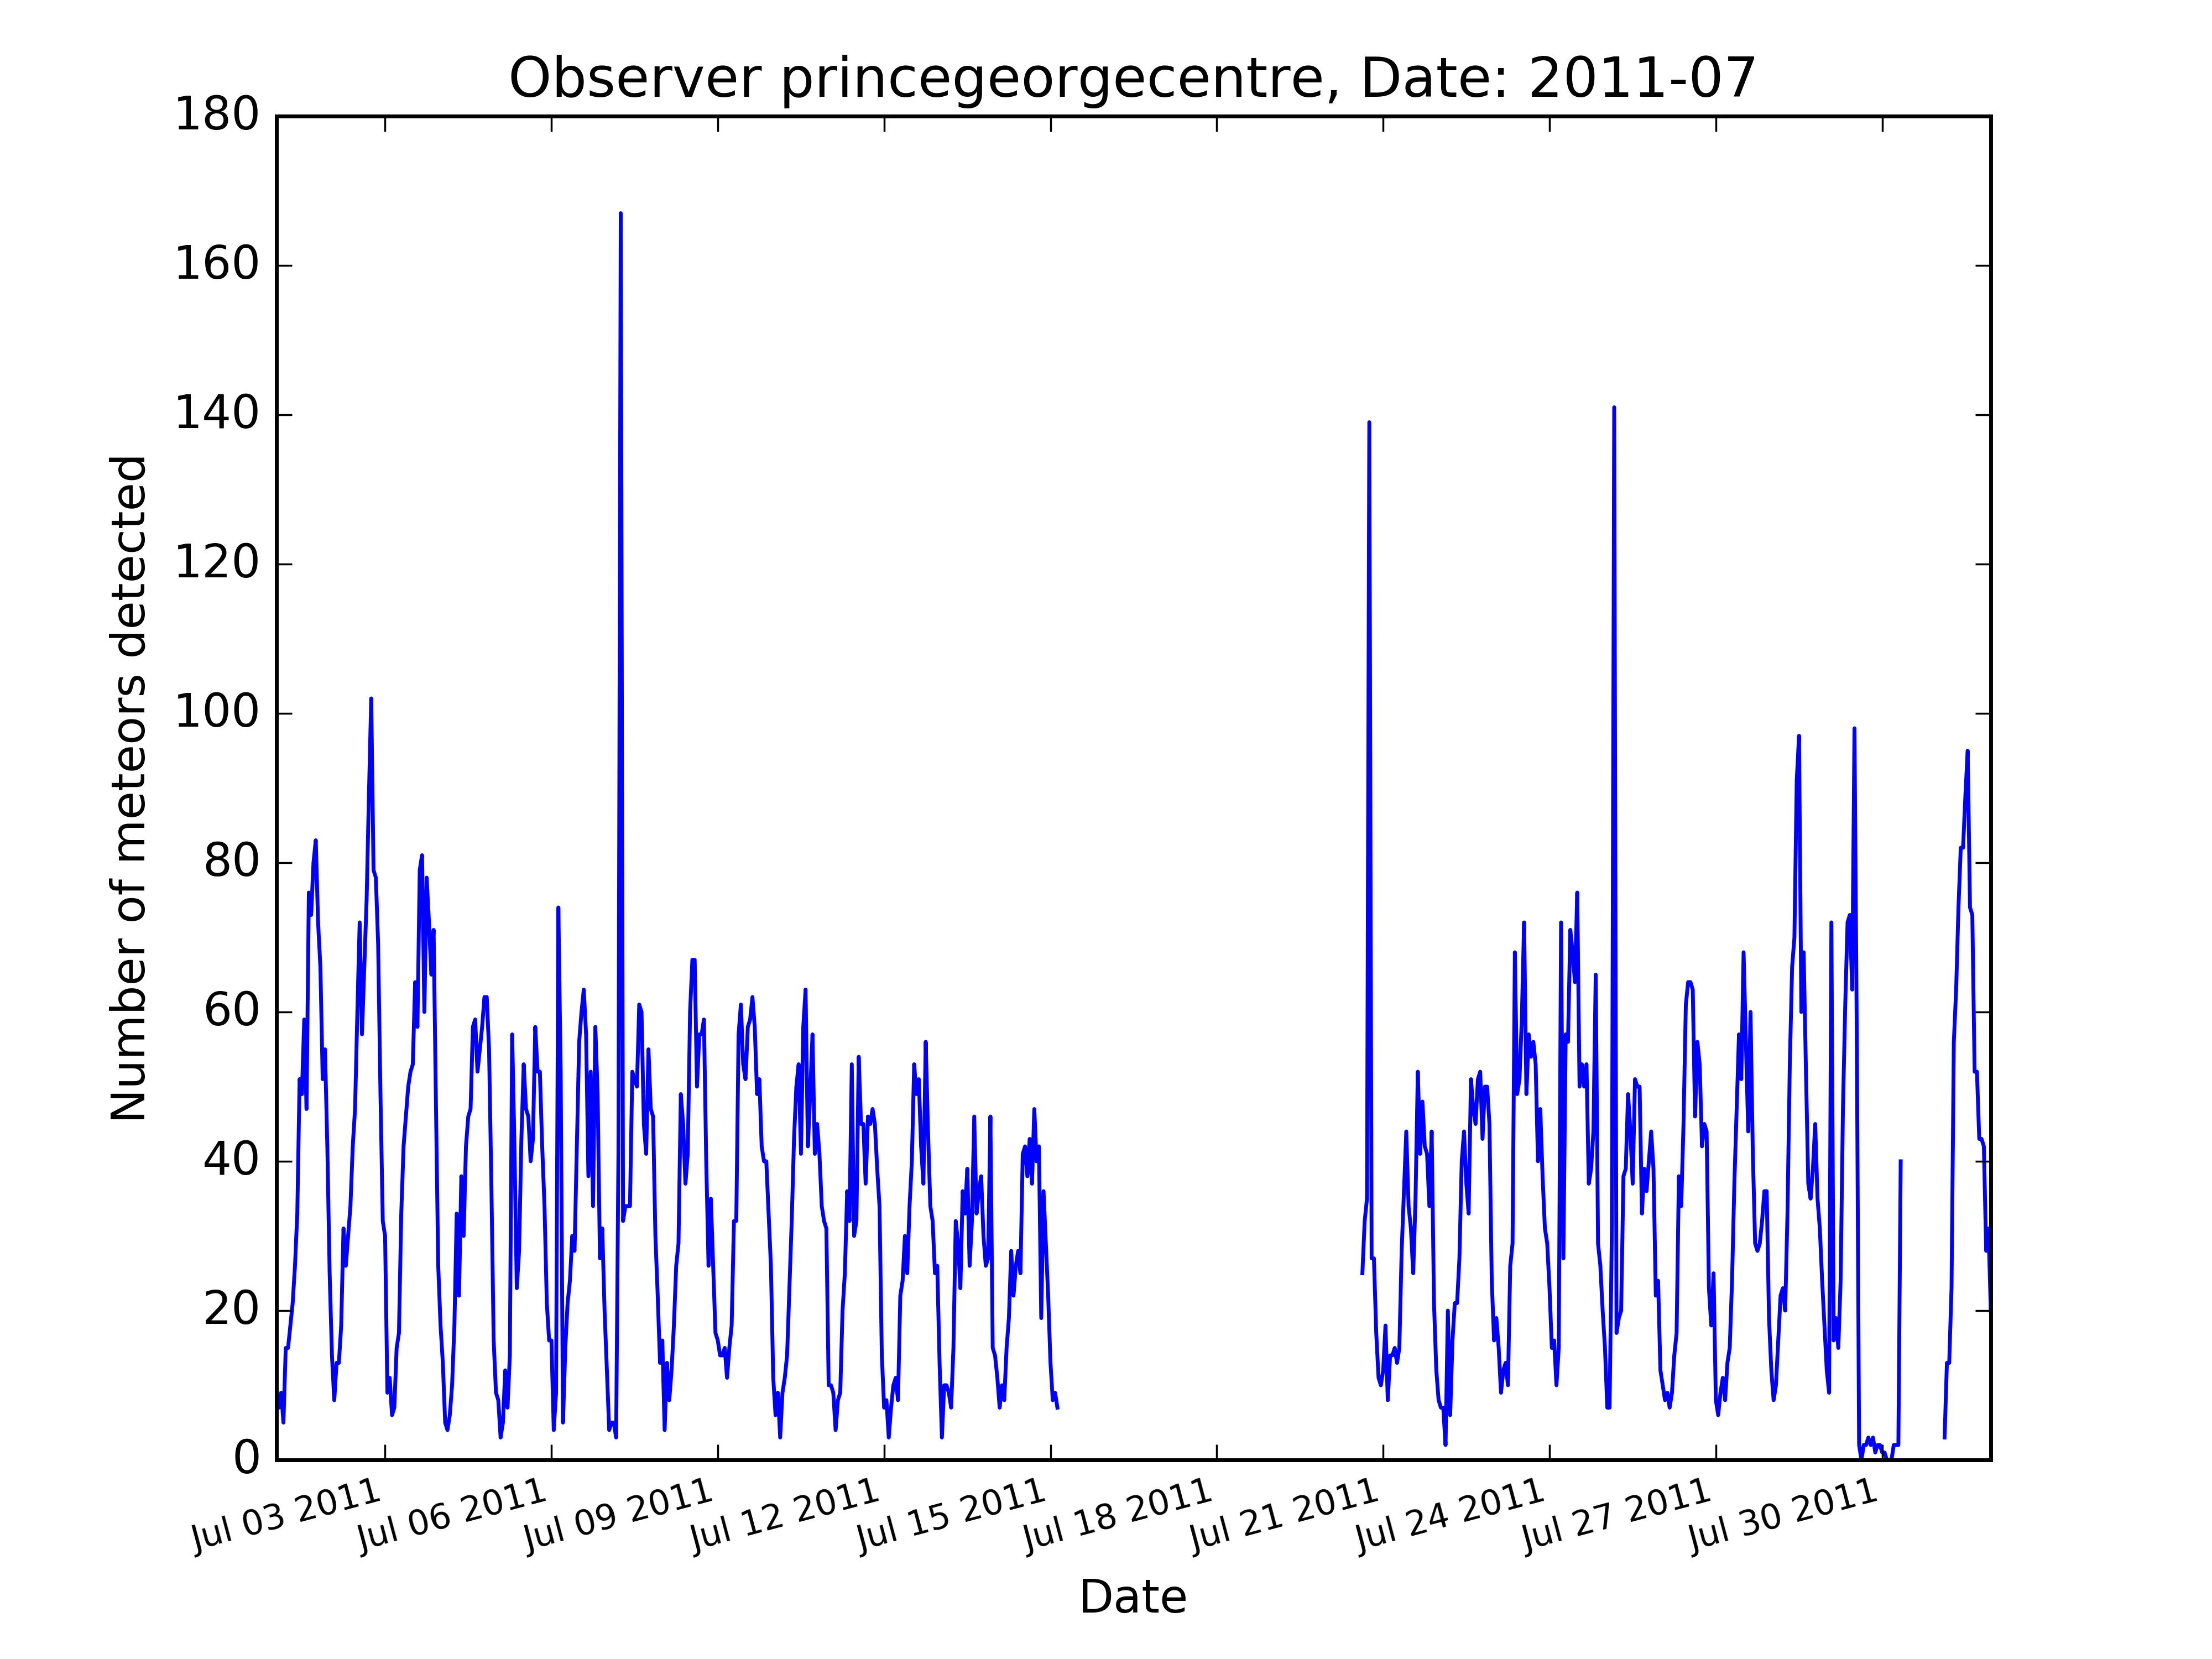 Observer princegeorgecentre, Date: 2011-07
180
160
140
120
100
80
60
40
20
0
Number of meteors detected
Jul 03 2011
Jul 06 2011
Jul 09 2011
Jul 12 2011
Jul 15 2011
Jul 18 2011
Jul 21 2011
Jul 24 2011
Jul 27 2011
Jul 30 2011
Date